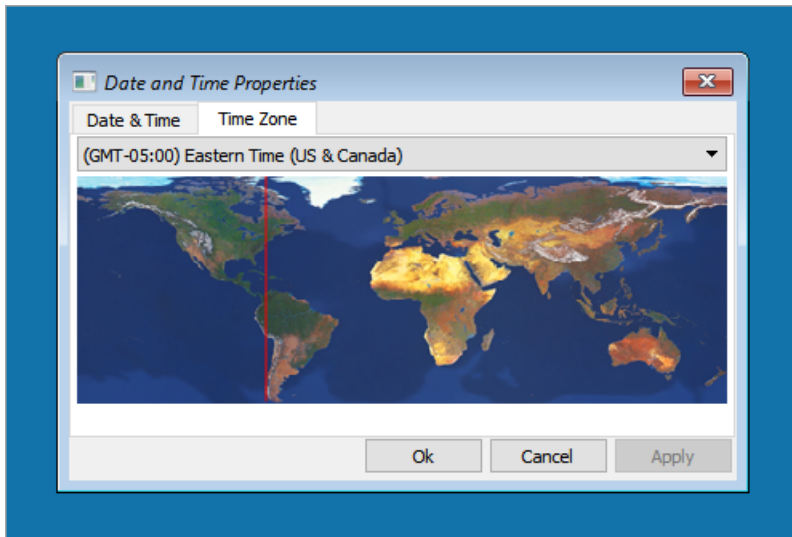 Date and Time Properties
Date & Time Time Zone
(GMT-05:00) Eastern Time (US & Canada)
Ok Cancel Apply